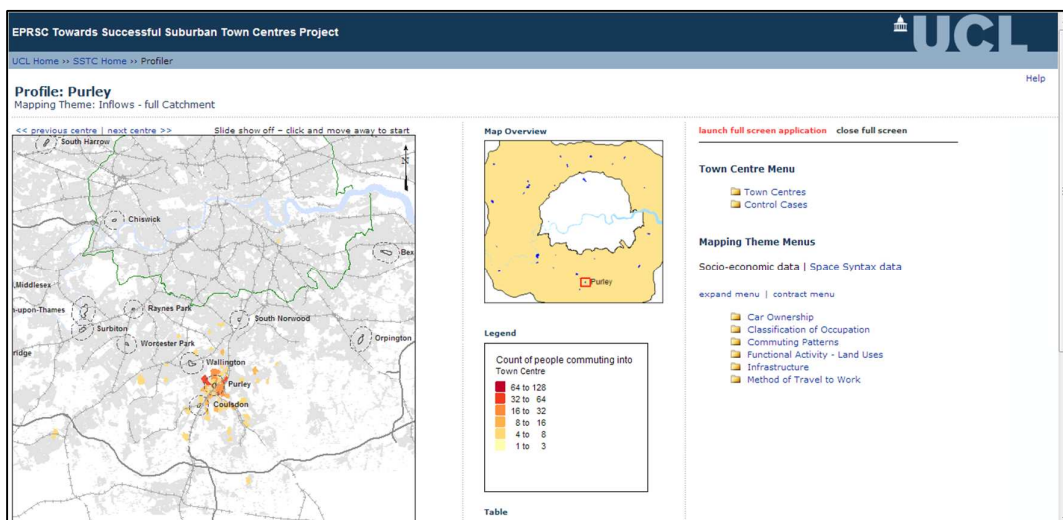 EPRSC Towards Successful Suburban Town Centres Project
UCL
UCL Home >> SSTC Home >> Profiler
Help
Profile: Purley
Mapping Theme: Inflows - full Catchment
<< previous centre | next centre >>
Slide show off – click and move away to start
South Harrow
N
Chiswick
Bex
Middlesex
n-upon-Thames
Raynes Park
South Norwood
Surbiton
Worcester Park
Orpington
ridge
Wallington
Purley
Coulsdon
Map Overview
Purley
Legend
Count of people commuting into
Town Centre
64 to 128
32 to 64
16 to 32
8 to 16
4 to 8
1 to 3
Table
launch full screen application close full screen
Town Centre Menu
Town Centres
Control Cases
Mapping Theme Menus
Socio-economic data | Space Syntax data
expand menu | contract menu
Car Ownership
Classification of Occupation
Commuting Patterns
Functional Activity - Land Uses
Infrastructure
Method of Travel to Work